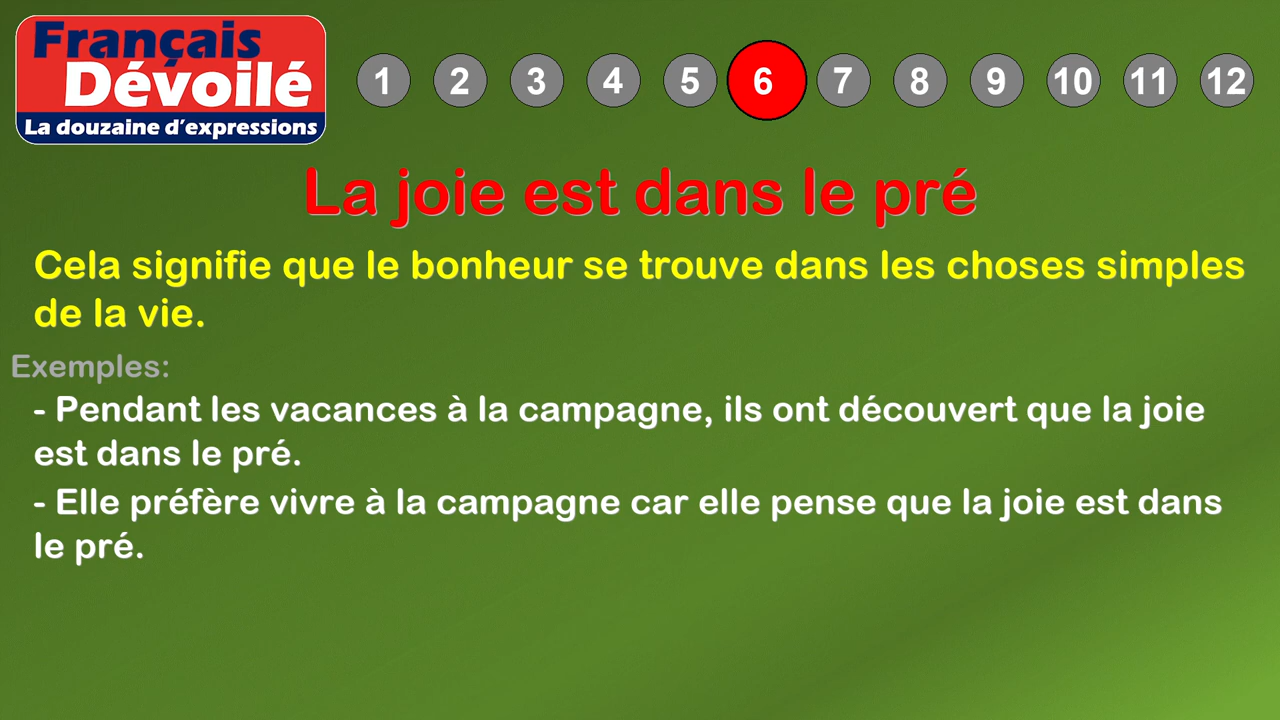 Français
Dévoilé
La douzaine d'expressions
1 2 3 4 5 6 7 8 9 10 11 12
La joie est dans le pré
Cela signifie que le bonheur se trouve dans les choses simples
de la vie.
Exemples:
- Pendant les vacances à la campagne, ils ont découvert que la joie
est dans le pré.
- Elle préfère vivre à la campagne car elle pense que la joie est dans
le pré.